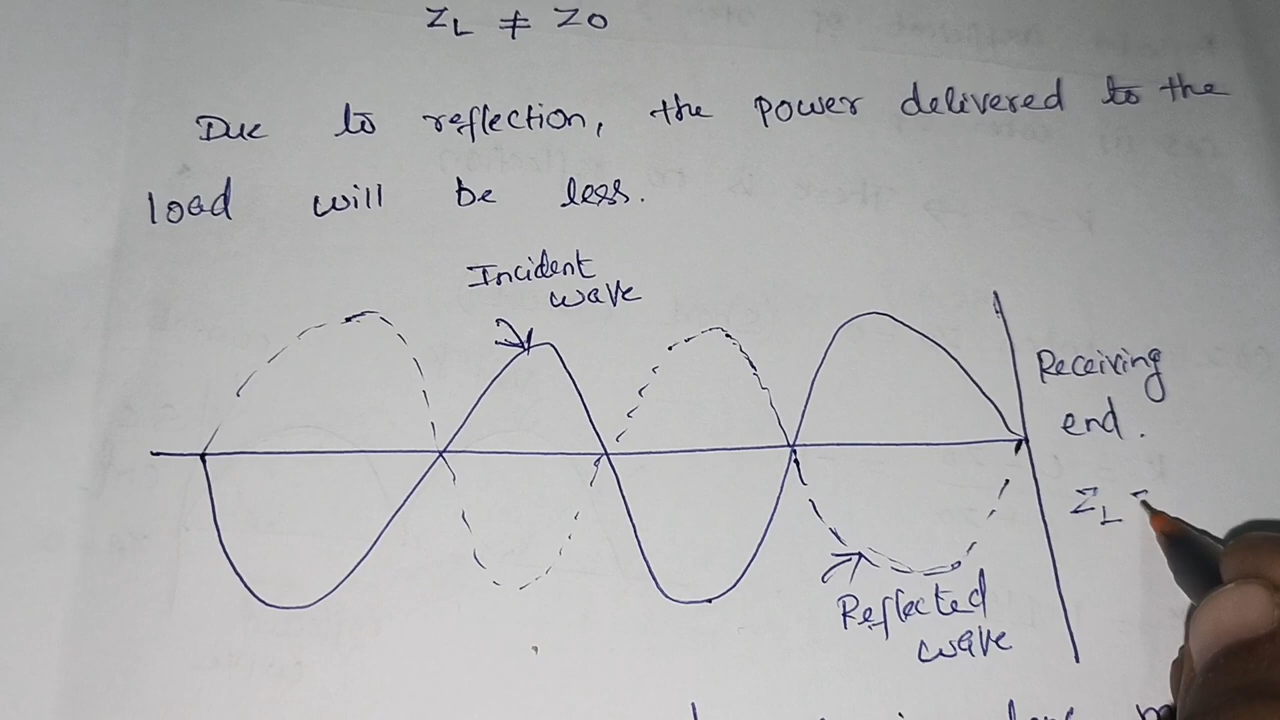 ZL ≠ ZO
Due to reflection, the power delivered to the
load will be less.
Incident
wave
Receiving
end.
ZL
Reflected
wave